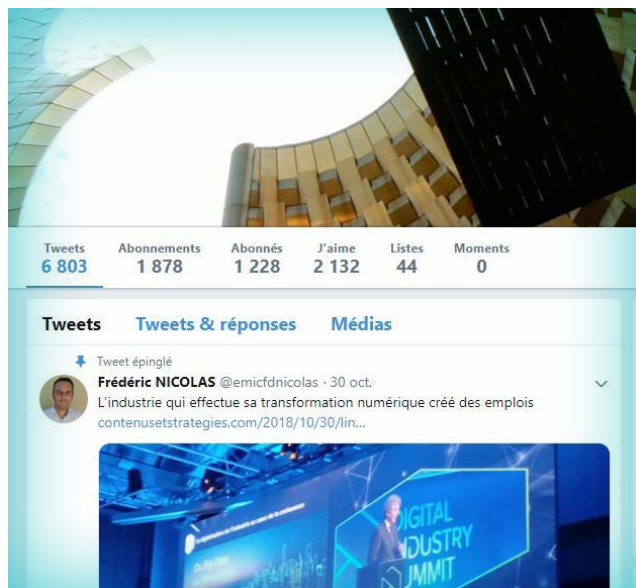 Tweets Abonnements Abonnés J'aime Listes Moments
6 803 1 878 1 228 2 132 44 0
Tweets Tweets & réponses Médias
Tweet épinglé
Frédéric NICOLAS @emicfdnicolas · 30 oct.
L'industrie qui effectue sa transformation numérique créé des emplois
contenusetstrategies.com/2018/10/30/lin...
DIGITAL
INDUSTRY
SUMMIT